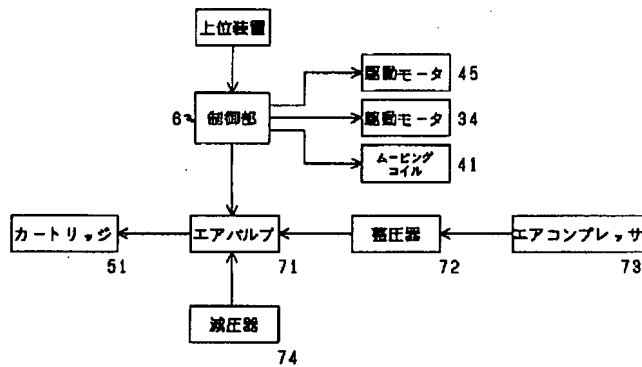 上位装置
駆動モータ 45
6 制御部
駆動モータ 34
ムービング
コイル
41
カートリッジ
エアバルブ
整圧器
エアコンプレッサ
51
71
72
73
減圧器
74